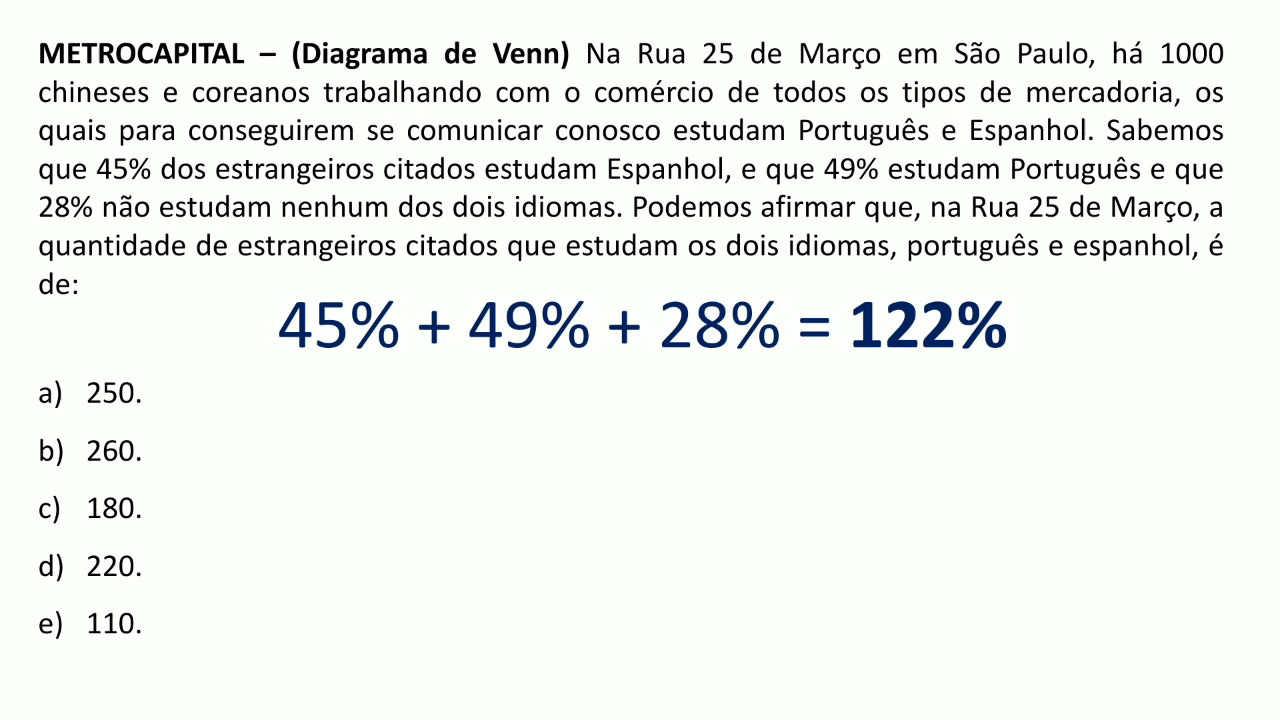 METROCAPITAL – (Diagrama de Venn) Na Rua 25 de Março em São Paulo, há 1000
chineses e coreanos trabalhando com o comércio de todos os tipos de mercadoria, os
quais para conseguirem se comunicar conosco estudam Português e Espanhol. Sabemos
que 45% dos estrangeiros citados estudam Espanhol, e que 49% estudam Português e que
28% não estudam nenhum dos dois idiomas. Podemos afirmar que, na Rua 25 de Março, a
quantidade de estrangeiros citados que estudam os dois idiomas, português e espanhol, é
de:
45% + 49% + 28% = 122%
a) 250.
b) 260.
c) 180.
d) 220.
e) 110.